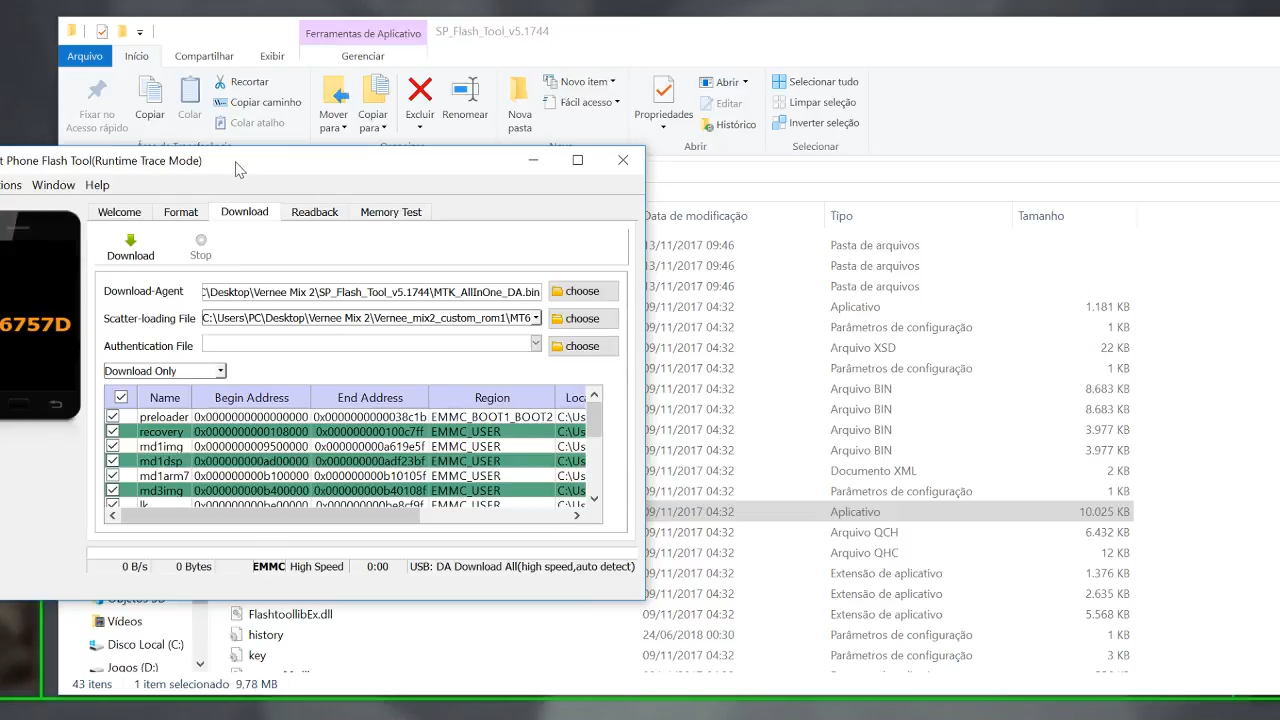 Ferramentas de Aplicativo SP_Flash_Tool_v5.1744
Arquivo Início Compartilhar Exibir Gerenciar
Fixar no Acesso rápido
Copiar
Colar
Recortar
Copiar caminho
Colar atalho
Mover para
Copiar para
Excluir
Renomear
Nova pasta
Novo item
Fácil acesso
Propriedades
Abrir
Editar
Histórico
Abrir
Selecionar tudo
Limpar seleção
Inverter seleção
Selecionar
t Phone Flash Tool(Runtime Trace Mode)
ions Window Help
6757D
Welcome Format Download Readback Memory Test
Download Stop
Download-Agent :\Desktop\Vernee Mix 2\SP_Flash_Tool_v5.1744\MTK_AllInOne_DA.bin choose
Scatter-loading File C:\Users\PC\Desktop\Vernee Mix 2\Vernee_mix2_custom_rom1\MT6 choose
Authentication File choose
Download Only
Name Begin Address End Address Region Loca
preloader 0x0000000000000000 0x0000000000038c1b EMMC_BOOT1_BOOT2 C:\Us
recovery 0x0000000000108000 0x0000000000100c7ff EMMC_USER C:\Us
md1img 0x0000000009500000 0x000000000a619e5f EMMC_USER C:\Us
md1dsp 0x000000000ad00000 0x000000000adf23bf EMMC_USER C:\Us
md1arm7 0x000000000b100000 0x000000000b10105f EMMC_USER C:\Us
md3img 0x000000000b400000 0x000000000b40108f EMMC_USER C:\Us
lk 0x000000000be00000 0x000000000be8cf9f EMMC_USER C:\Us
0 B/s 0 Bytes EMMC High Speed 0:00 USB: DA Download All(high speed,auto detect)
Data de modificação Tipo Tamanho
13/11/2017 09:46 Pasta de arquivos
13/11/2017 09:46 Pasta de arquivos
13/11/2017 09:46 Pasta de arquivos
09/11/2017 04:32 Aplicativo 1.181 KB
09/11/2017 04:32 Parâmetros de configuração 1 KB
09/11/2017 04:32 Arquivo XSD 22 KB
09/11/2017 04:32 Parâmetros de configuração 1 KB
09/11/2017 04:32 Arquivo BIN 8.683 KB
09/11/2017 04:32 Arquivo BIN 8.683 KB
09/11/2017 04:32 Arquivo BIN 3.977 KB
09/11/2017 04:32 Arquivo BIN 3.977 KB
09/11/2017 04:32 Documento XML 2 KB
09/11/2017 04:32 Parâmetros de configuração 1 KB
09/11/2017 04:32 Aplicativo 10.025 KB
09/11/2017 04:32 Arquivo QCH 6.432 KB
09/11/2017 04:32 Arquivo QHC 12 KB
09/11/2017 04:32 Extensão de aplicativo 1.376 KB
09/11/2017 04:32 Extensão de aplicativo 2.635 KB
FlashtoollibEx.dll 09/11/2017 04:32 Extensão de aplicativo 5.568 KB
history 24/06/2018 00:30 Parâmetros de configuração 1 KB
key 09/11/2017 04:32 Parâmetros de configuração 3 KB
Objetos 3D
Vídeos
Disco Local (C:)
Jogos (D:)
43 itens 1 item selecionado 9,78 MB